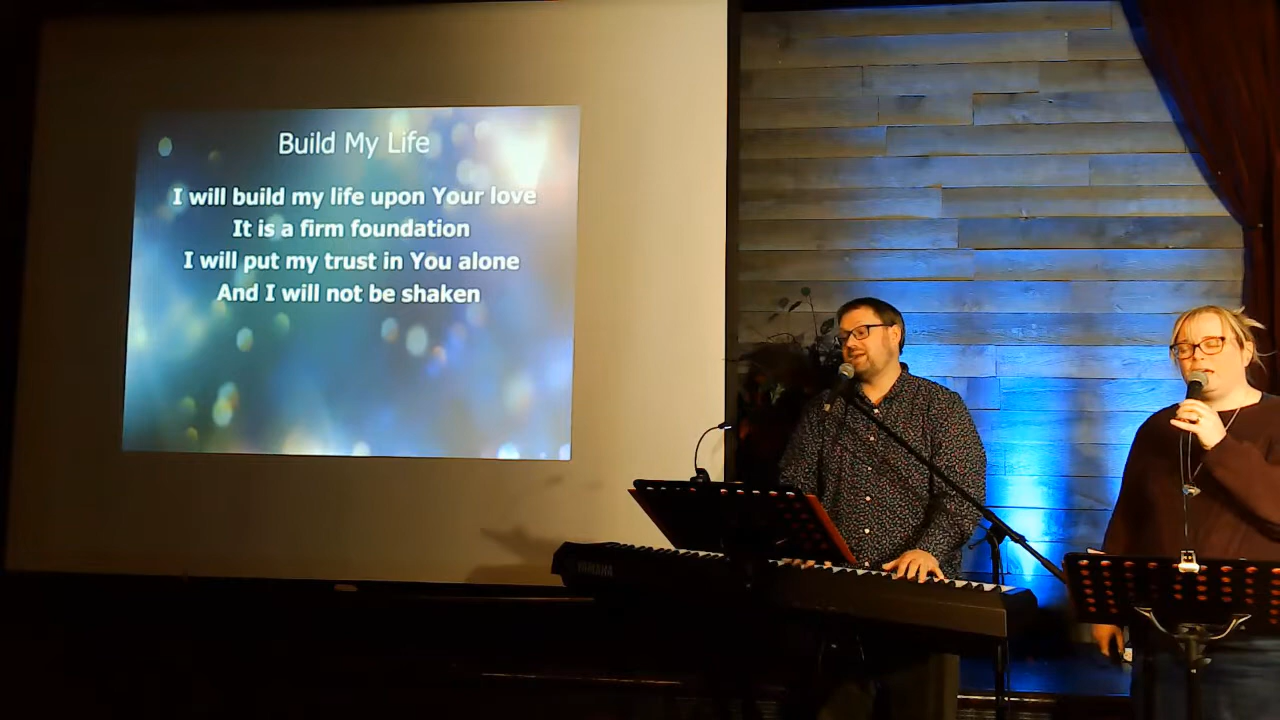 Build My Life
I will build my life upon Your love
It is a firm foundation
I will put my trust in You alone
And I will not be shaken
YAMAHA